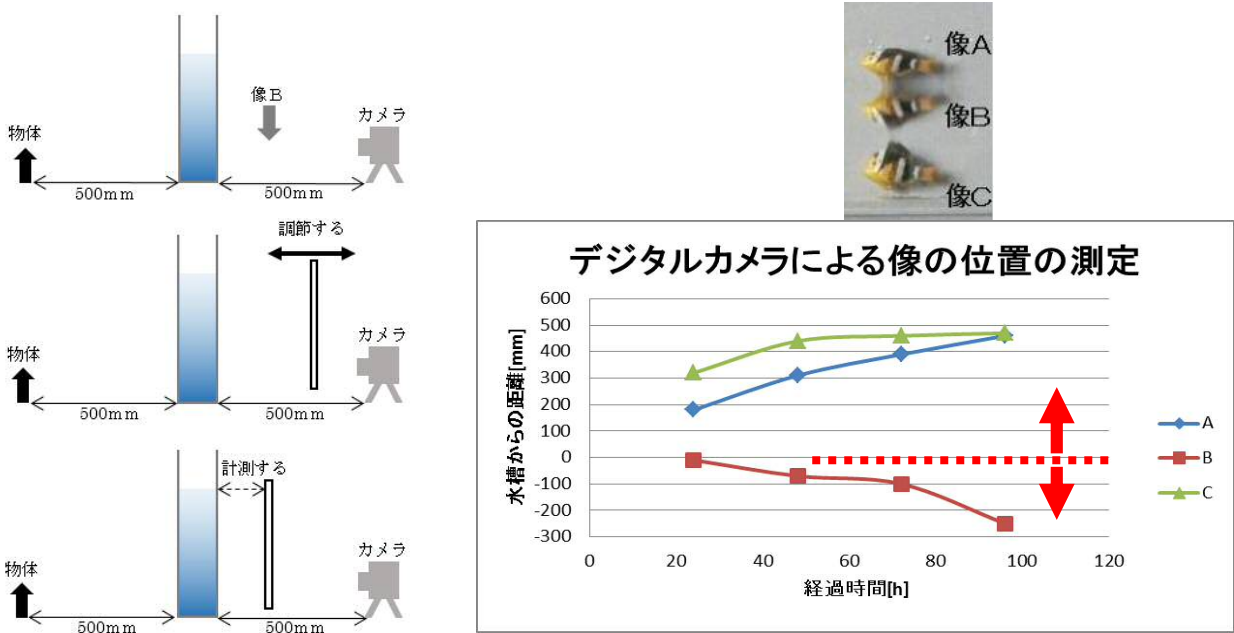 像B
カメラ
物体
500mm
500mm
調節する
カメラ
物体
500mm
500mm
計測する
カメラ
物体
500mm
500mm
像A
像B
像C
デジタルカメラによる像の位置の測定
水槽からの距離[mm]
600
500
400
300
200
100
0
-100
-200
-300
0
20
40
60
80
100
120
経過時間[h]
A
B
C